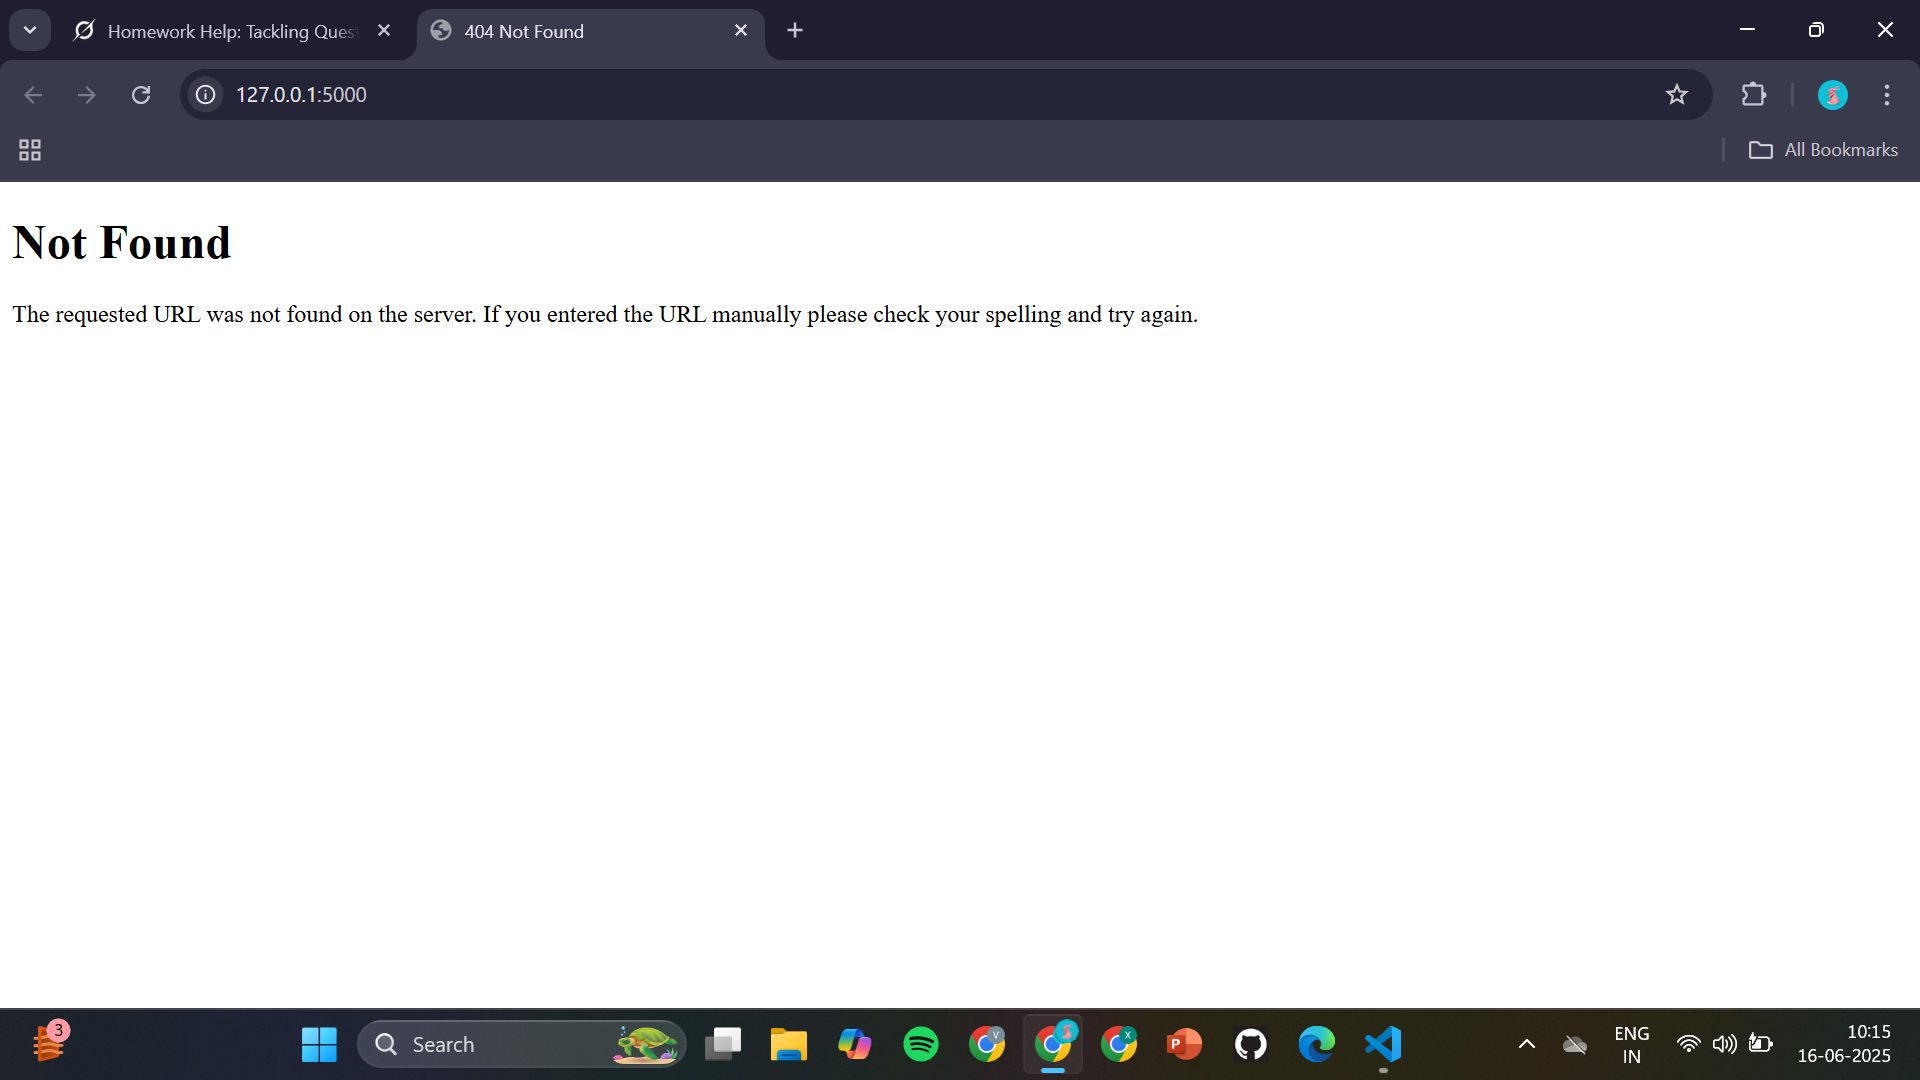 Homework Help: Tackling Quest
404 Not Found
127.0.0.1:5000
All Bookmarks
Not Found
The requested URL was not found on the server. If you entered the URL manually please check your spelling and try again.
3
Search
V
X
P
ENG
IN
10:15
16-06-2025